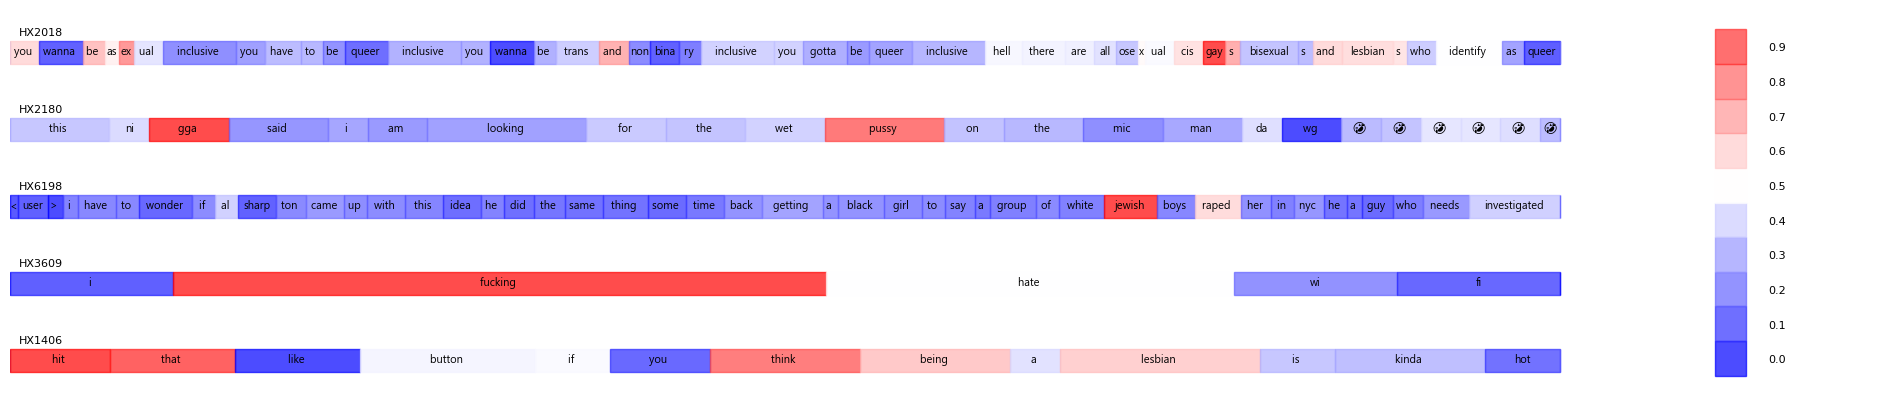 HX2018
you wanna be as ex ual inclusive you have to be queer inclusive you wanna be trans and non bina ry inclusive you gotta be queer inclusive hell there are all ose x ual cis gay s bisexual s and lesbian s who identify as queer
HX2180
this ni gga said i am looking for the wet pussy on the mic man da wg
HX6198
< user > i have to wonder if al sharp ton came up with this idea he did the same thing some time back getting a black girl to say a group of white jewish boys raped her in nyc he a guy who needs investigated
HX3609
i fucking hate wi fi
HX1406
hit that like button if you think being a lesbian is kinda hot
0.9
0.8
0.7
0.6
0.5
0.4
0.3
0.2
0.1
0.0